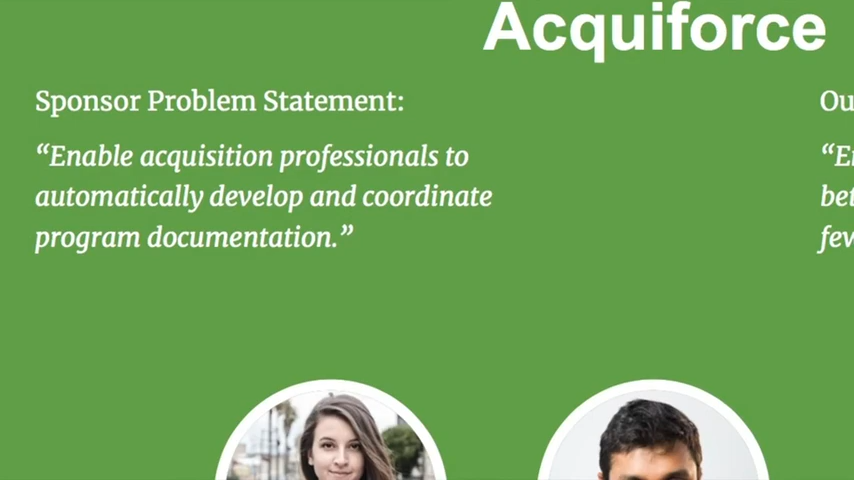 Acquiforce
Sponsor Problem Statement:
“Enable acquisition professionals to
automatically develop and coordinate
program documentation.”